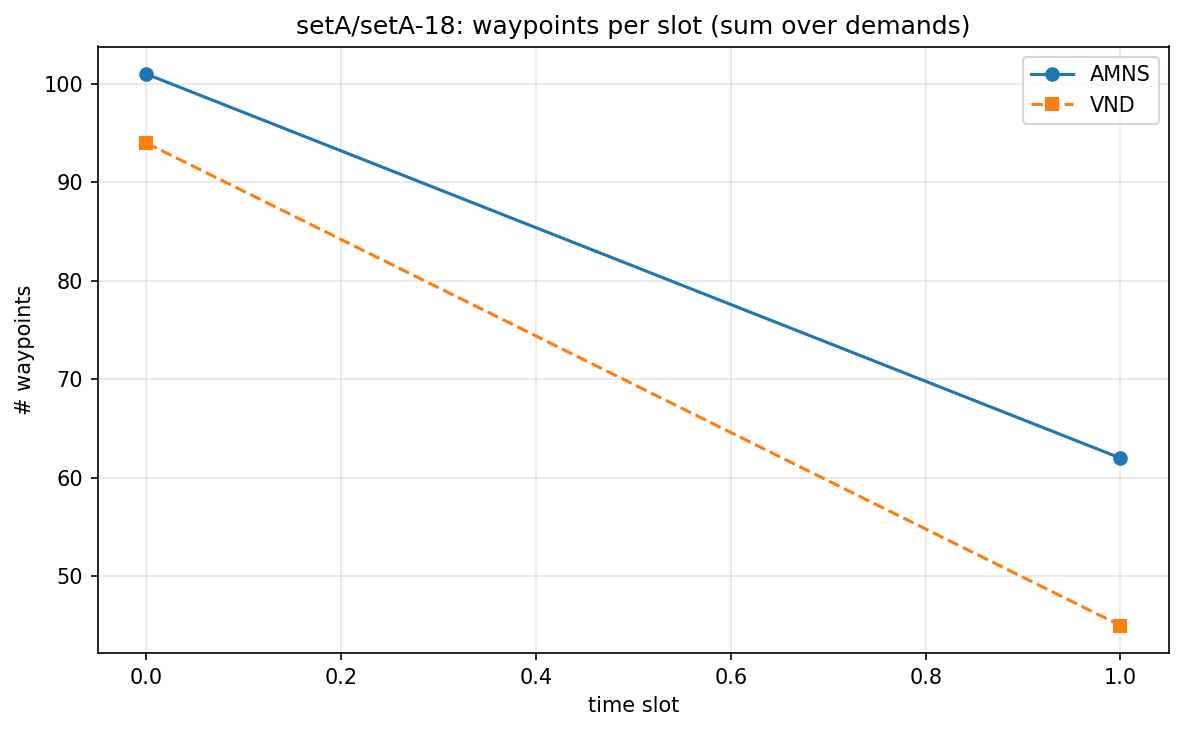 setA/setA-18: waypoints per slot (sum over demands)
AMNS
VND
# waypoints
100
90
80
70
60
50
0.0 0.2 0.4 0.6 0.8 1.0
time slot